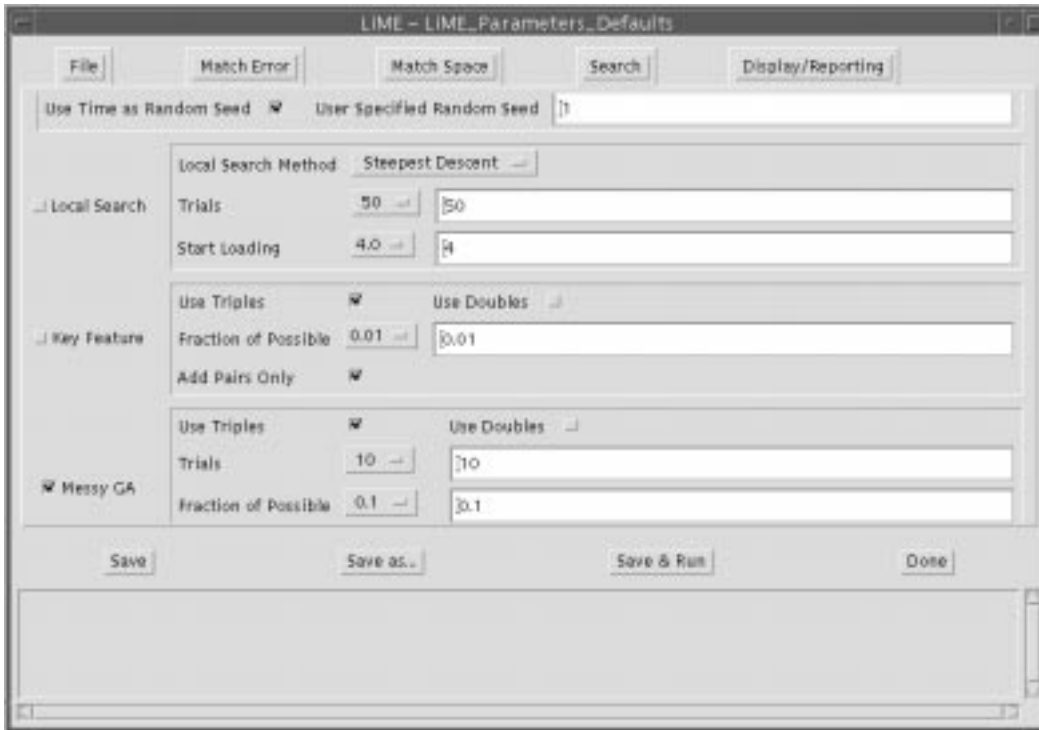 LiME – LiME_Parameters_Defaults
File Match Error Match Space Search Display/Reporting
Use Time as Random Seed User Specified Random Seed 1
Local Search Method Steepest Descent
Local Search Trials 50 50
Start Loading 4.0 4
Use Triples Use Doubles
Key Feature Fraction of Possible 0.01 0.01
Add Pairs Only
Use Triples Use Doubles
Trials 10 10
Messy GA
Fraction of Possible 0.1 0.1
Save Save as.. Save & Run Done